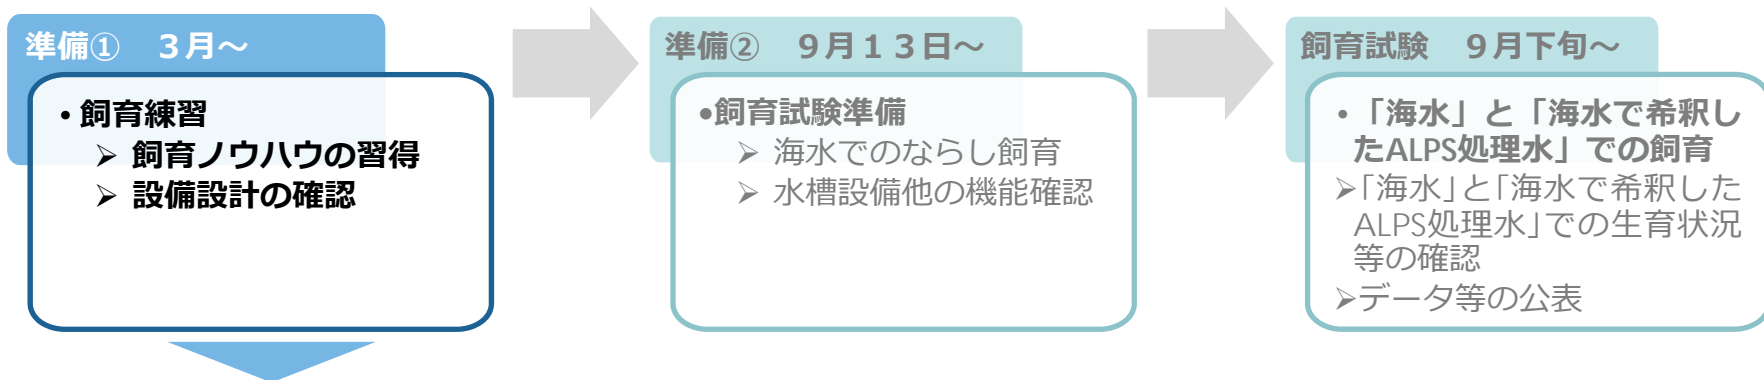 準備①　３月～
• 飼育練習
➢ 飼育ノウハウの習得
➢ 設備設計の確認
準備②　９月１３日～
•飼育試験準備
➢ 海水でのならし飼育
➢ 水槽設備他の機能確認
飼育試験　９月下旬～
• 「海水」と「海水で希釈し
たALPS処理水」での飼育
➢「海水」と「海水で希釈した
ALPS処理水」での生育状況
等の確認
➢データ等の公表